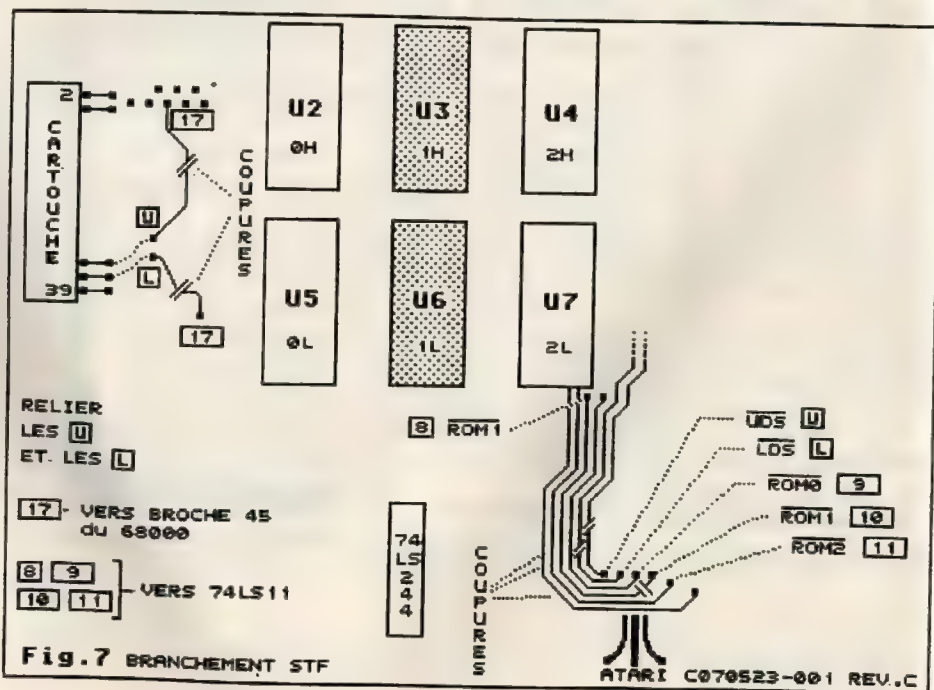 2
CARTOUCHE
39
17
U
L
17
COUPURES
U2
0H
U3
1H
U4
2H
U5
0L
U6
1L
U7
2L
RELIER
LES U
ET. LES L
17 - VERS BROCHE 45
du 68000
8 9
10 11
VERS 74LS11
8 ROM1
74
LS
2
4
4
COUPURES
UDS U
LDS L
ROM0 9
ROM1 10
ROM2 11
Fig.7 BRANCHEMENT STF
ATARI C070523-001 REV.C